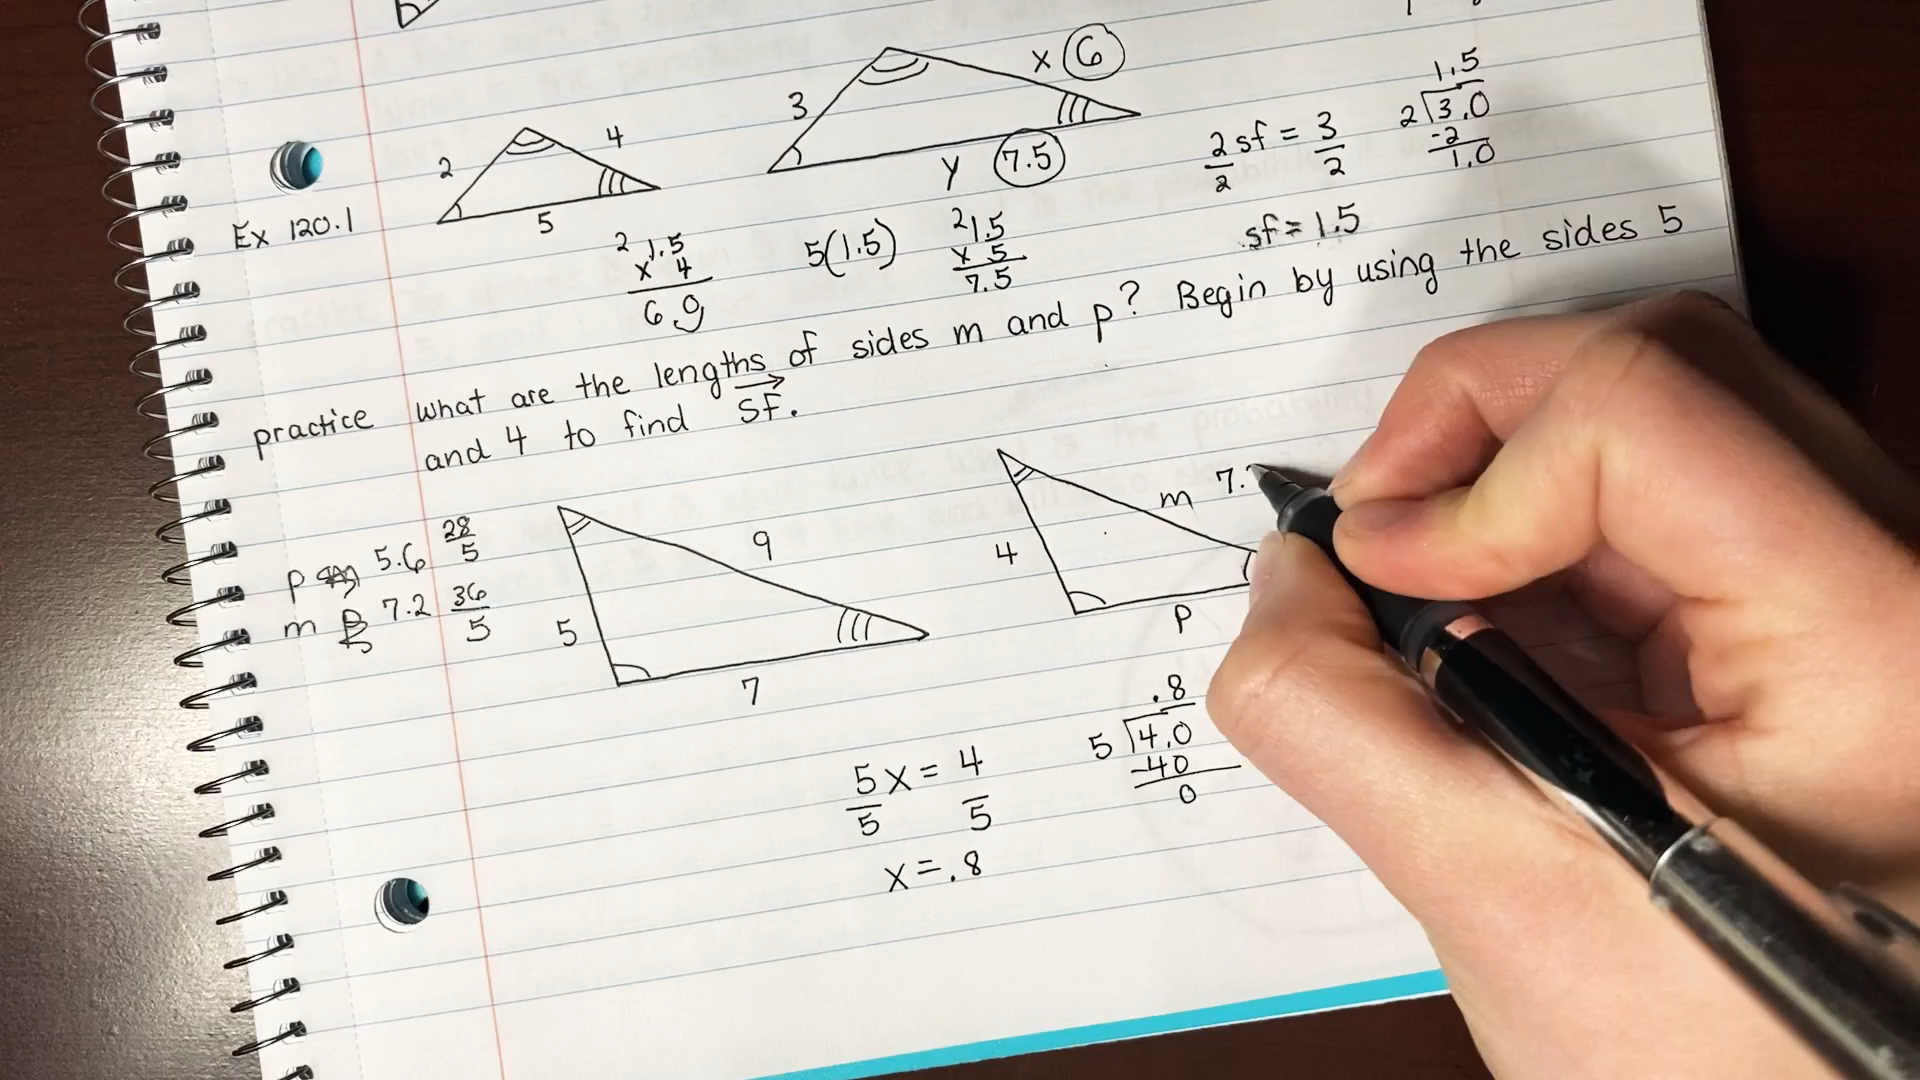 x 6
3
y 7.5
2
4
5
Ex 120.1
2 sf = 3
2 2
1.5
2 3.0
-2
1.0
sf = 1.5
2 1.5
x 4
6 0
5(1.5)
2 1.5
x 5
7.5
practice what are the lengths of sides m and p? Begin by using the sides 5
and 4 to find SF.
p 5.6 28
5
m 7.2 36
5
9
5
7
m 7.
4
p
5x = 4
5 5
x = .8
.8
5 4.0
-40
0